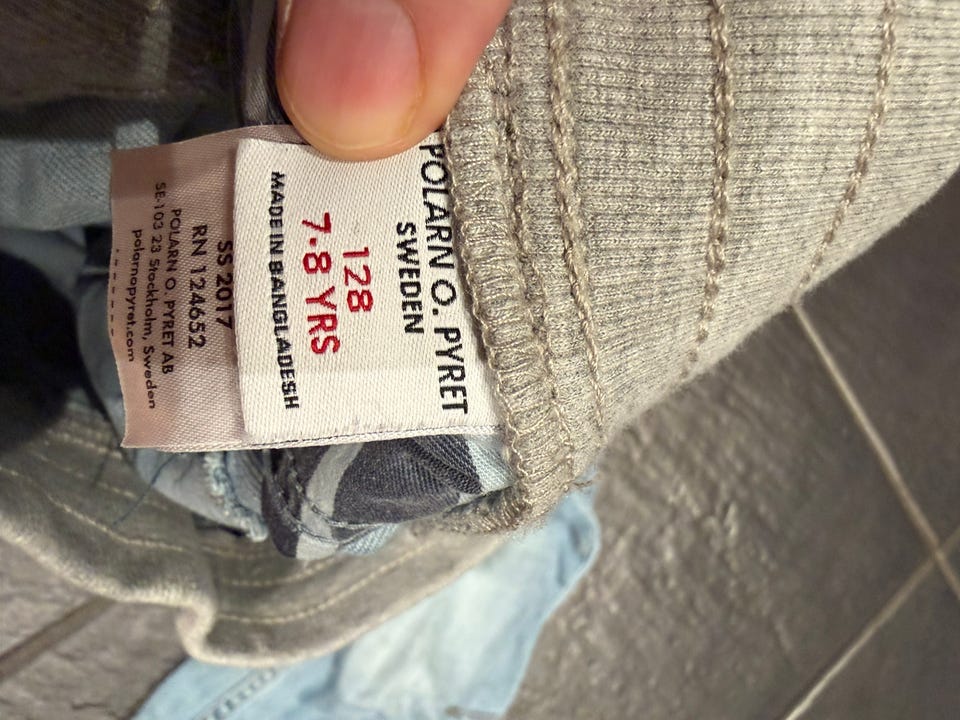 POLARN O. PYRET
SWEDEN
128
7-8 YRS
MADE IN BANGLADESH
SS 2017
RN 124652
POLARN O. PYRET AB
SE-103 23 Stockholm, Sweden
polarnopyret.com